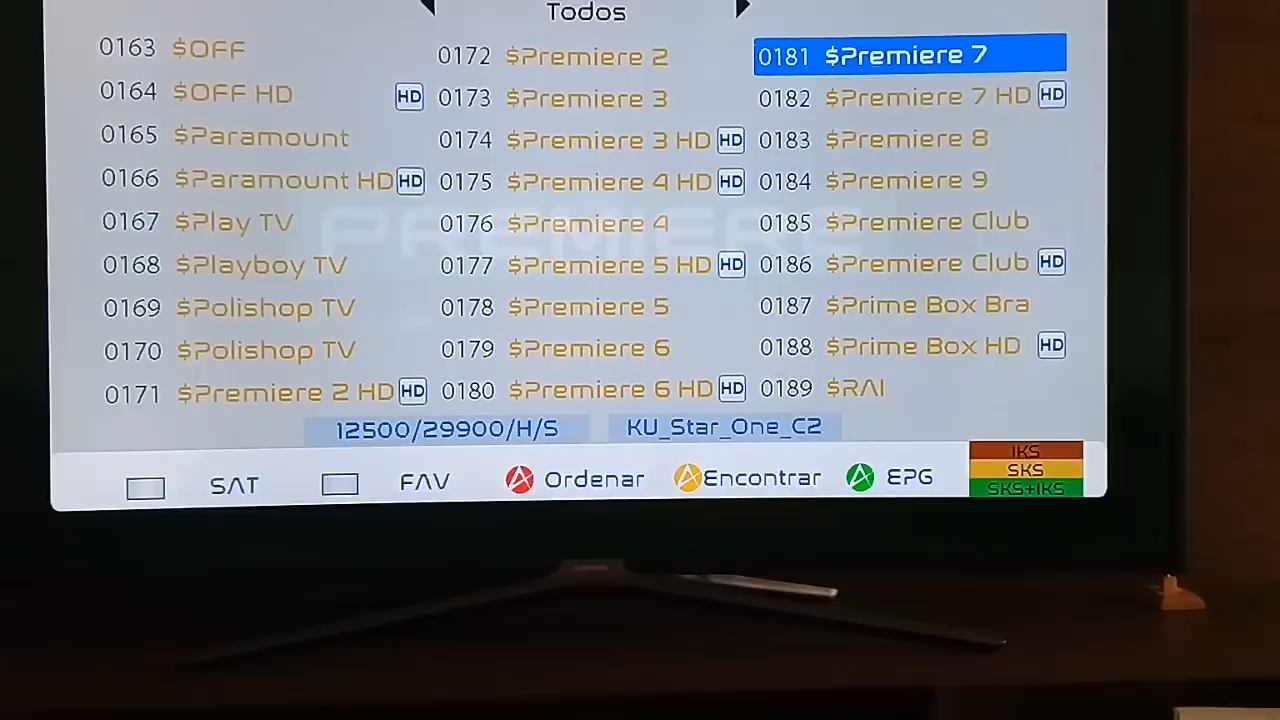 Todos
0163 $OFF
0164 $OFF HD HD
0165 $Paramount
0166 $Paramount HD HD
0167 $Play TV
0168 $Playboy TV
0169 $Polishop TV
0170 $Polishop TV
0171 $Premiere 2 HD HD
0172 $Premiere 2
0173 $Premiere 3
0174 $Premiere 3 HD HD
0175 $Premiere 4 HD HD
0176 $Premiere 4
0177 $Premiere 5 HD HD
0178 $Premiere 5
0179 $Premiere 6
0180 $Premiere 6 HD HD
0181 $Premiere 7
0182 $Premiere 7 HD HD
0183 $Premiere 8
0184 $Premiere 9
0185 $Premiere Club
0186 $Premiere Club HD
0187 $Prime Box Bra
0188 $Prime Box HD HD
0189 $RAI
PREMIERE
12500/29900/H/S KU_Star_One_C2
SAT FAV Ordenar Encontrar EPG
IKS
SKS
SKS+IKS